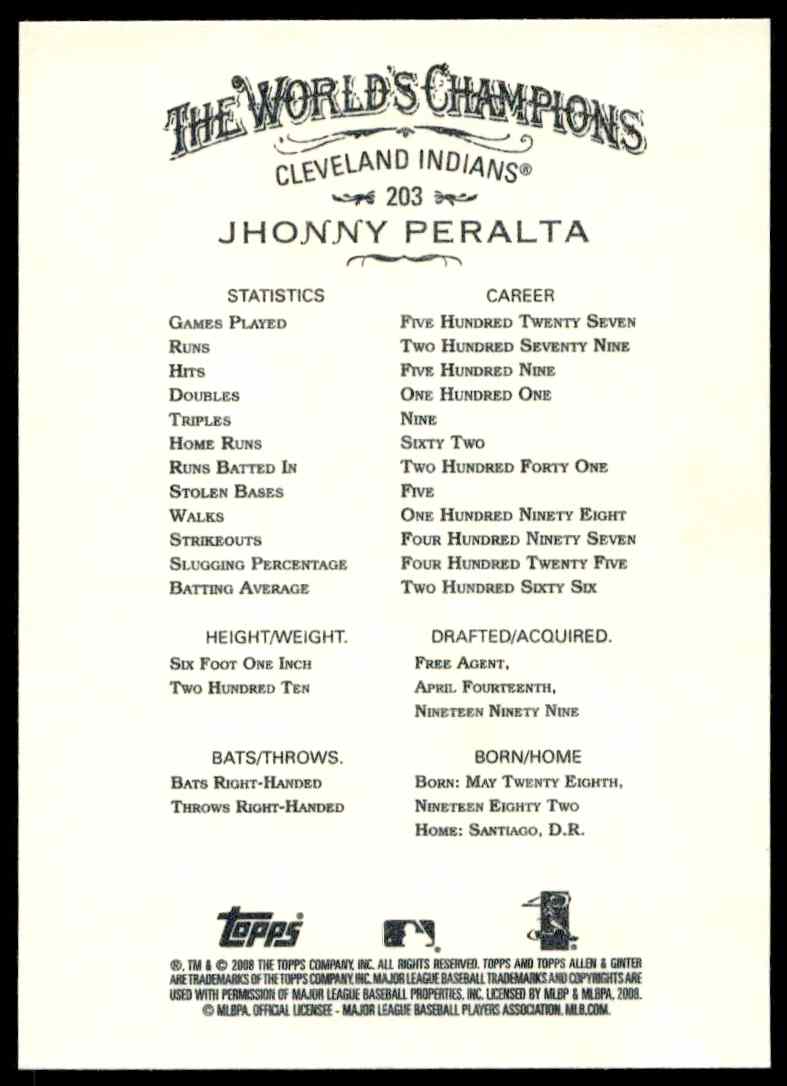 THE WORLD'S CHAMPIONS
CLEVELAND INDIANS®
203
JHONNY PERALTA
STATISTICS CAREER
GAMES PLAYED FIVE HUNDRED TWENTY SEVEN
RUNS TWO HUNDRED SEVENTY NINE
HITS FIVE HUNDRED NINE
DOUBLES ONE HUNDRED ONE
TRIPLES NINE
HOME RUNS SIXTY TWO
RUNS BATTED IN TWO HUNDRED FORTY ONE
STOLEN BASES FIVE
WALKS ONE HUNDRED NINETY EIGHT
STRIKEOUTS FOUR HUNDRED NINETY SEVEN
SLUGGING PERCENTAGE FOUR HUNDRED TWENTY FIVE
BATTING AVERAGE TWO HUNDRED SIXTY SIX
HEIGHT/WEIGHT.
SIX FOOT ONE INCH
TWO HUNDRED TEN
DRAFTED/ACQUIRED.
FREE AGENT,
APRIL FOURTEENTH,
NINETEEN NINETY NINE
BATS/THROWS.
BATS RIGHT-HANDED
THROWS RIGHT-HANDED
BORN/HOME
BORN: MAY TWENTY EIGHTH,
NINETEEN EIGHTY TWO
HOME: SANTIAGO, D.R.
Topps
®, TM & © 2008 THE TOPPS COMPANY, INC. ALL RIGHTS RESERVED. TOPPS AND TOPPS ALLEN & GINTER
ARE TRADEMARKS OF THE TOPPS COMPANY, INC. MAJOR LEAGUE BASEBALL TRADEMARKS AND COPYRIGHTS ARE
USED WITH PERMISSION OF MAJOR LEAGUE BASEBALL PROPERTIES, INC. LICENSED BY MLBP & MLBPA, 2008.
© MLBPA. OFFICIAL LICENSEE - MAJOR LEAGUE BASEBALL PLAYERS ASSOCIATION. MLB.COM.